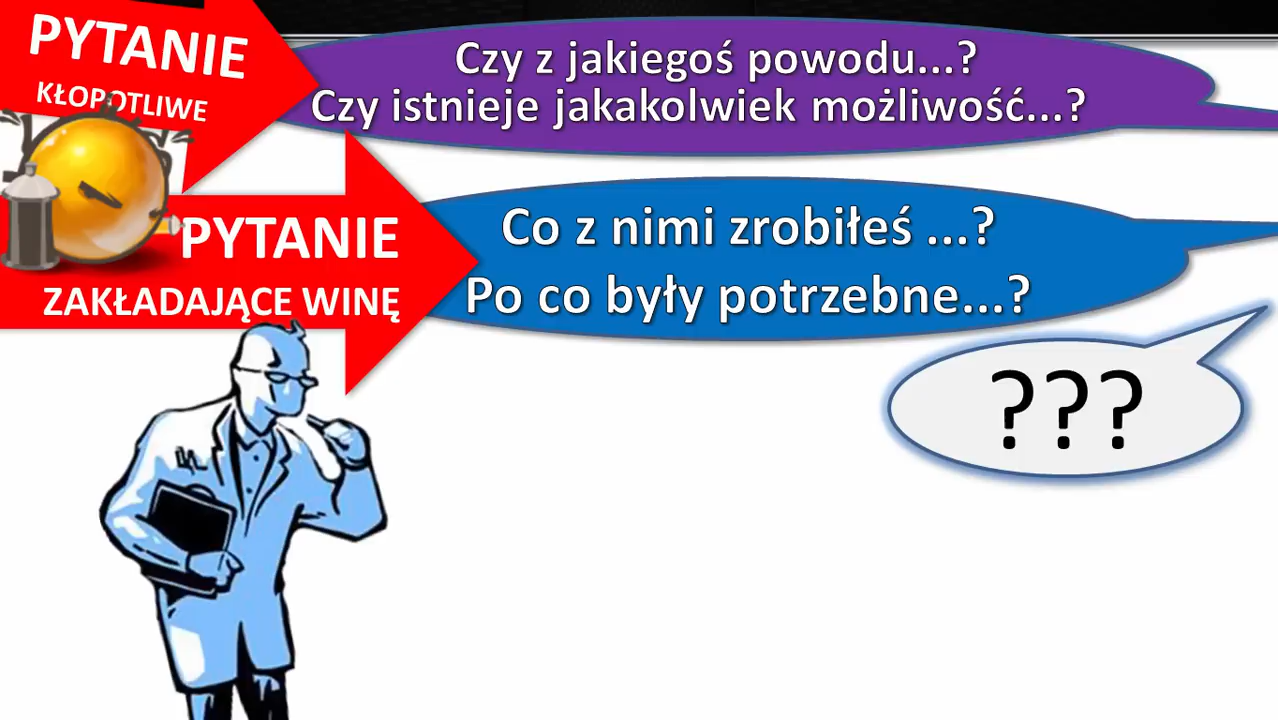 PYTANIE
KŁOPOTLIWE
Czy z jakiegoś powodu...?
Czy istnieje jakakolwiek możliwość...?
PYTANIE
ZAKŁADAJĄCE WINĘ
Co z nimi zrobiłeś ...?
Po co były potrzebne...?
???